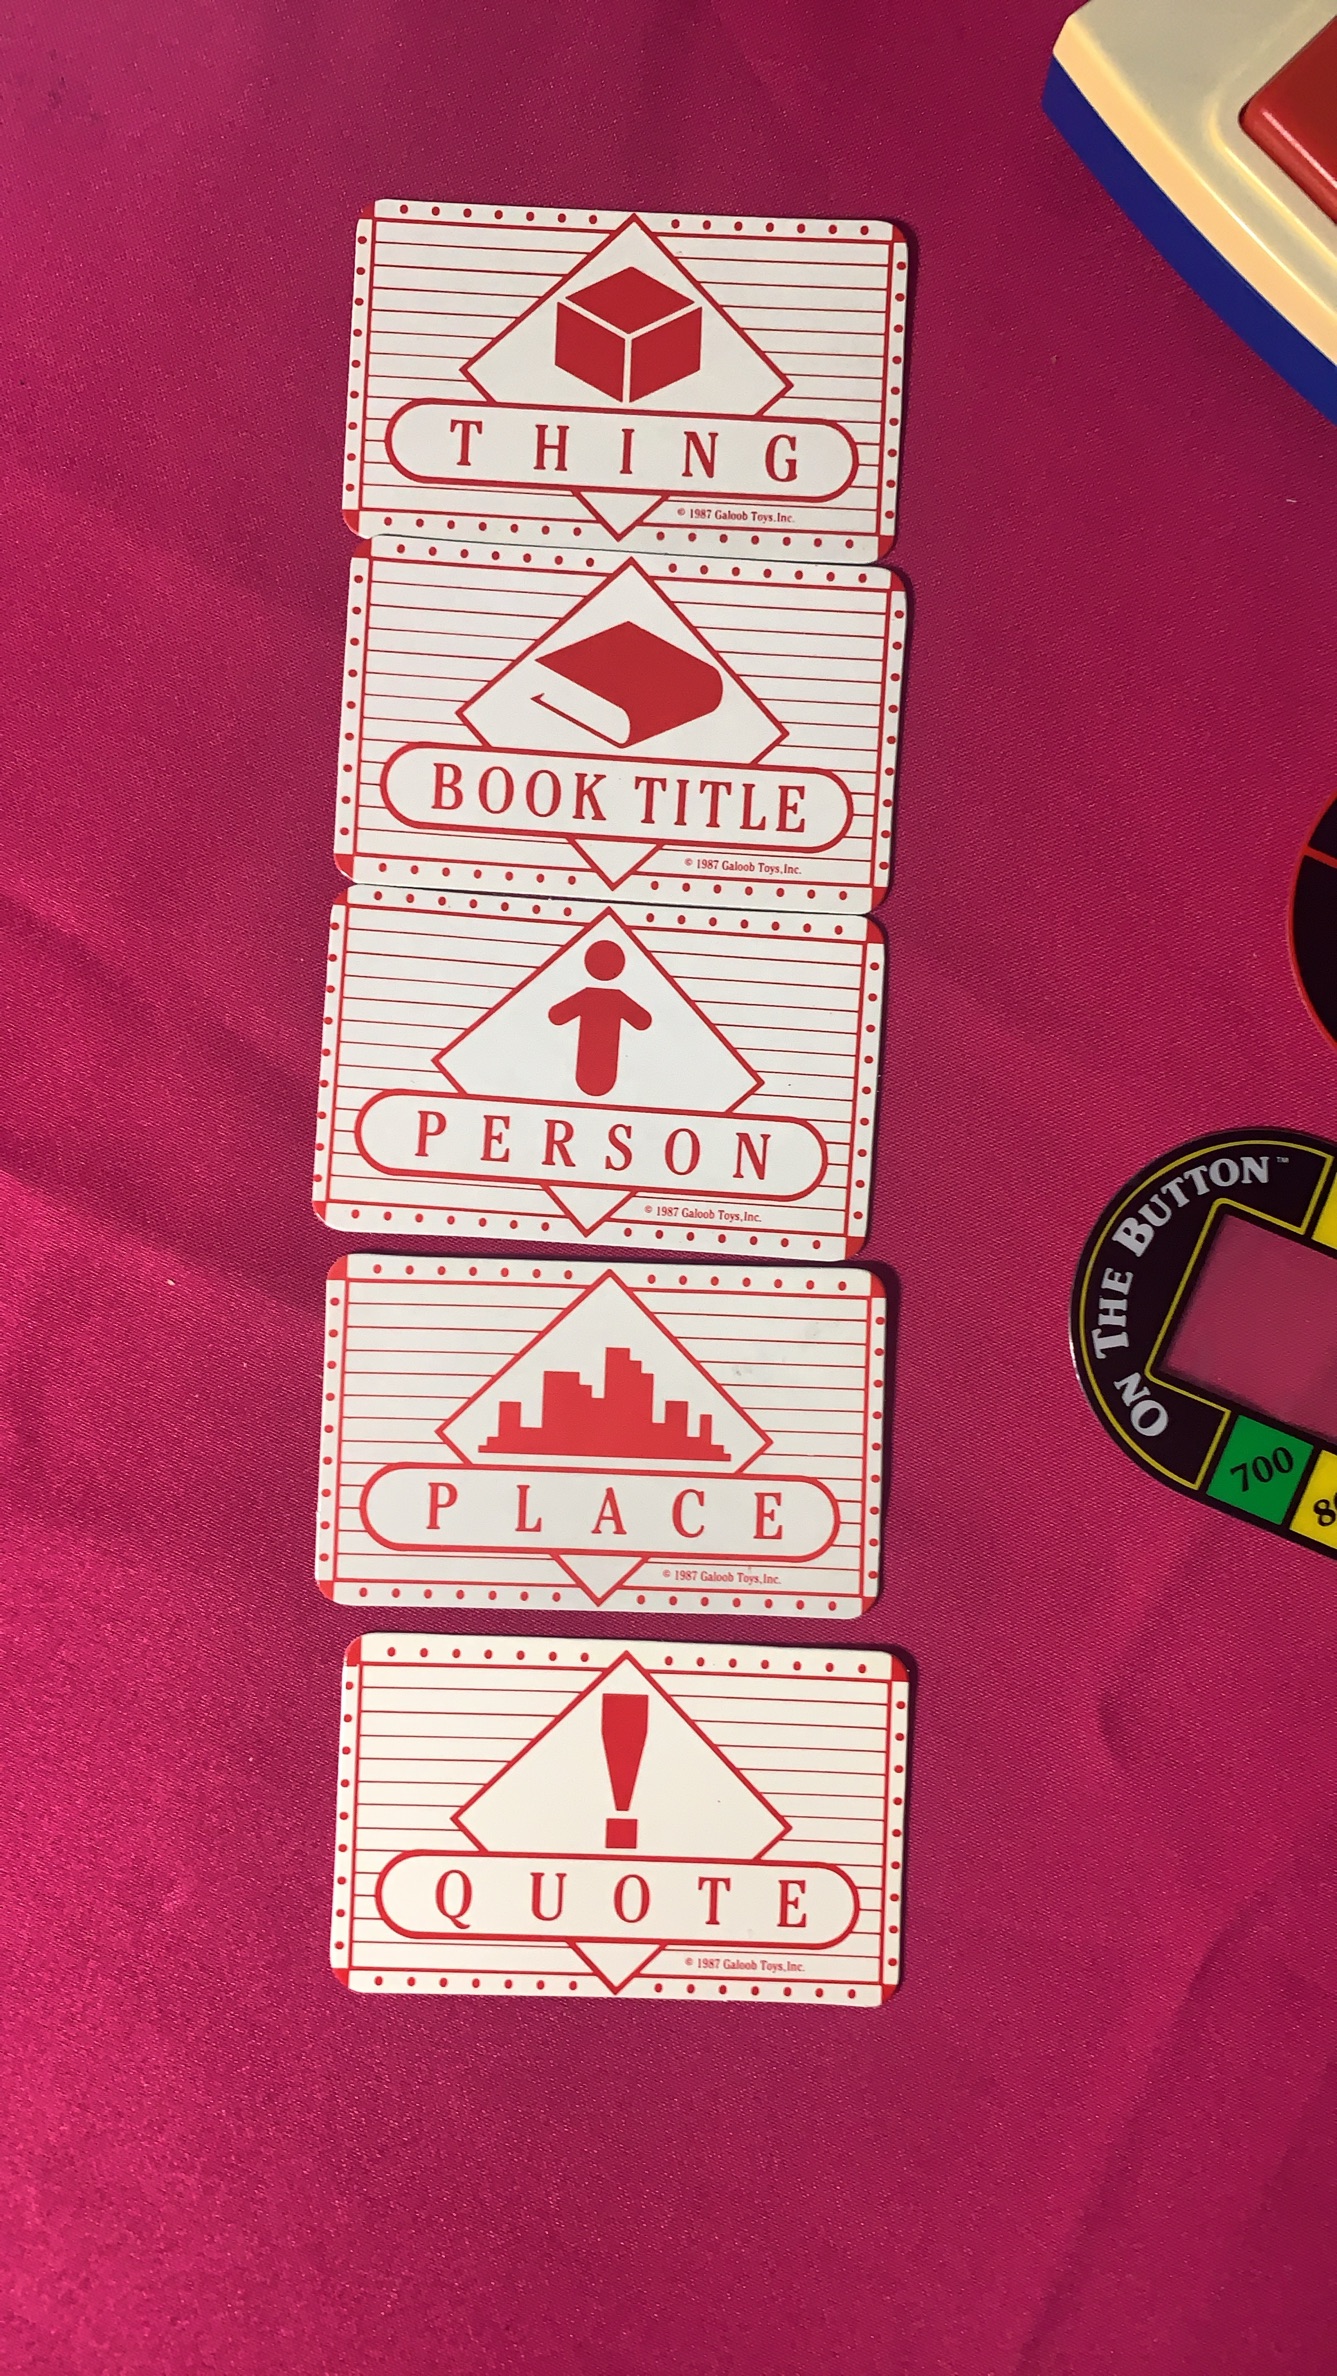 THING
© 1987 Galoob Toys, Inc.
BOOK TITLE
© 1987 Galoob Toys, Inc.
PERSON
© 1987 Galoob Toys, Inc.
PLACE
© 1987 Galoob Toys, Inc.
QUOTE
© 1987 Galoob Toys, Inc.
ON THE BUTTON™
700